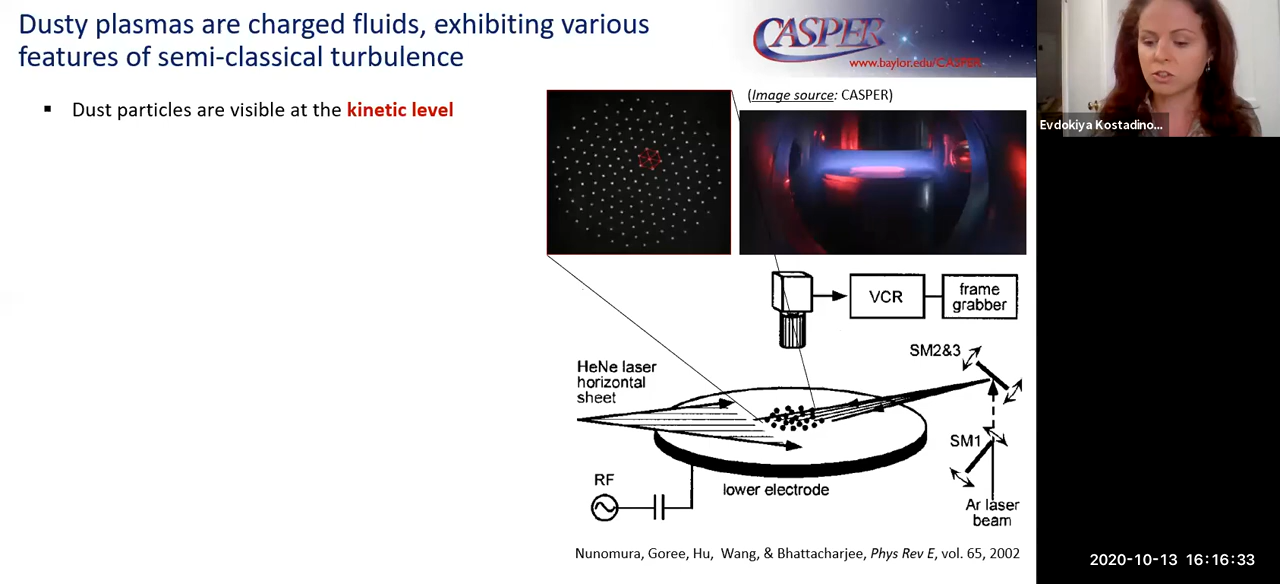 Dusty plasmas are charged fluids, exhibiting various
features of semi-classical turbulence
CASPER
www.baylor.edu/CASPER
▪ Dust particles are visible at the kinetic level
(Image source: CASPER)
VCR
frame
grabber
SM2&3
HeNe laser
horizontal
sheet
SM1
RF
lower electrode
Ar laser
beam
Nunomura, Goree, Hu, Wang, & Bhattacharjee, Phys Rev E, vol. 65, 2002
Evdokiya Kostadino...
2020-10-13 16:16:33